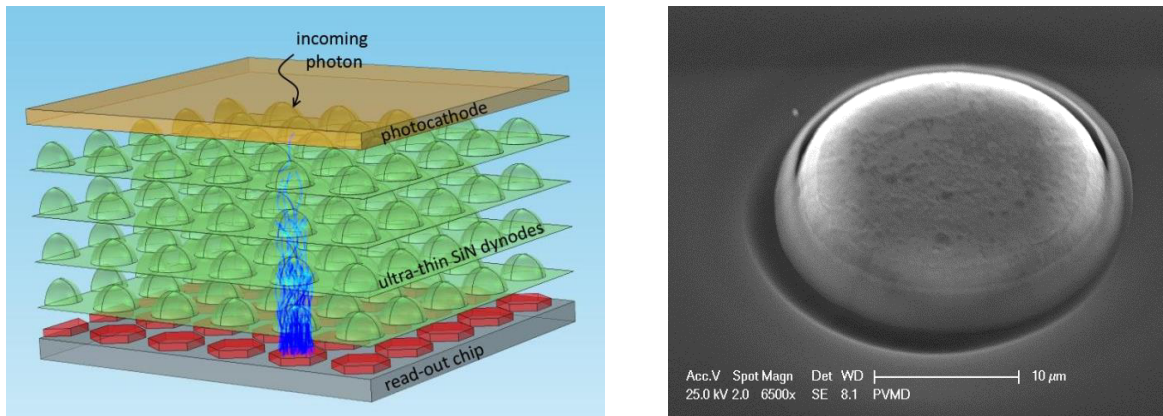 incoming
photon
photocathode
ultra-thin SiN dynodes
read-out chip
Acc.V Spot Magn Det WD 10 µm
25.0 kV 2.0 6500x SE 8.1 PVMD